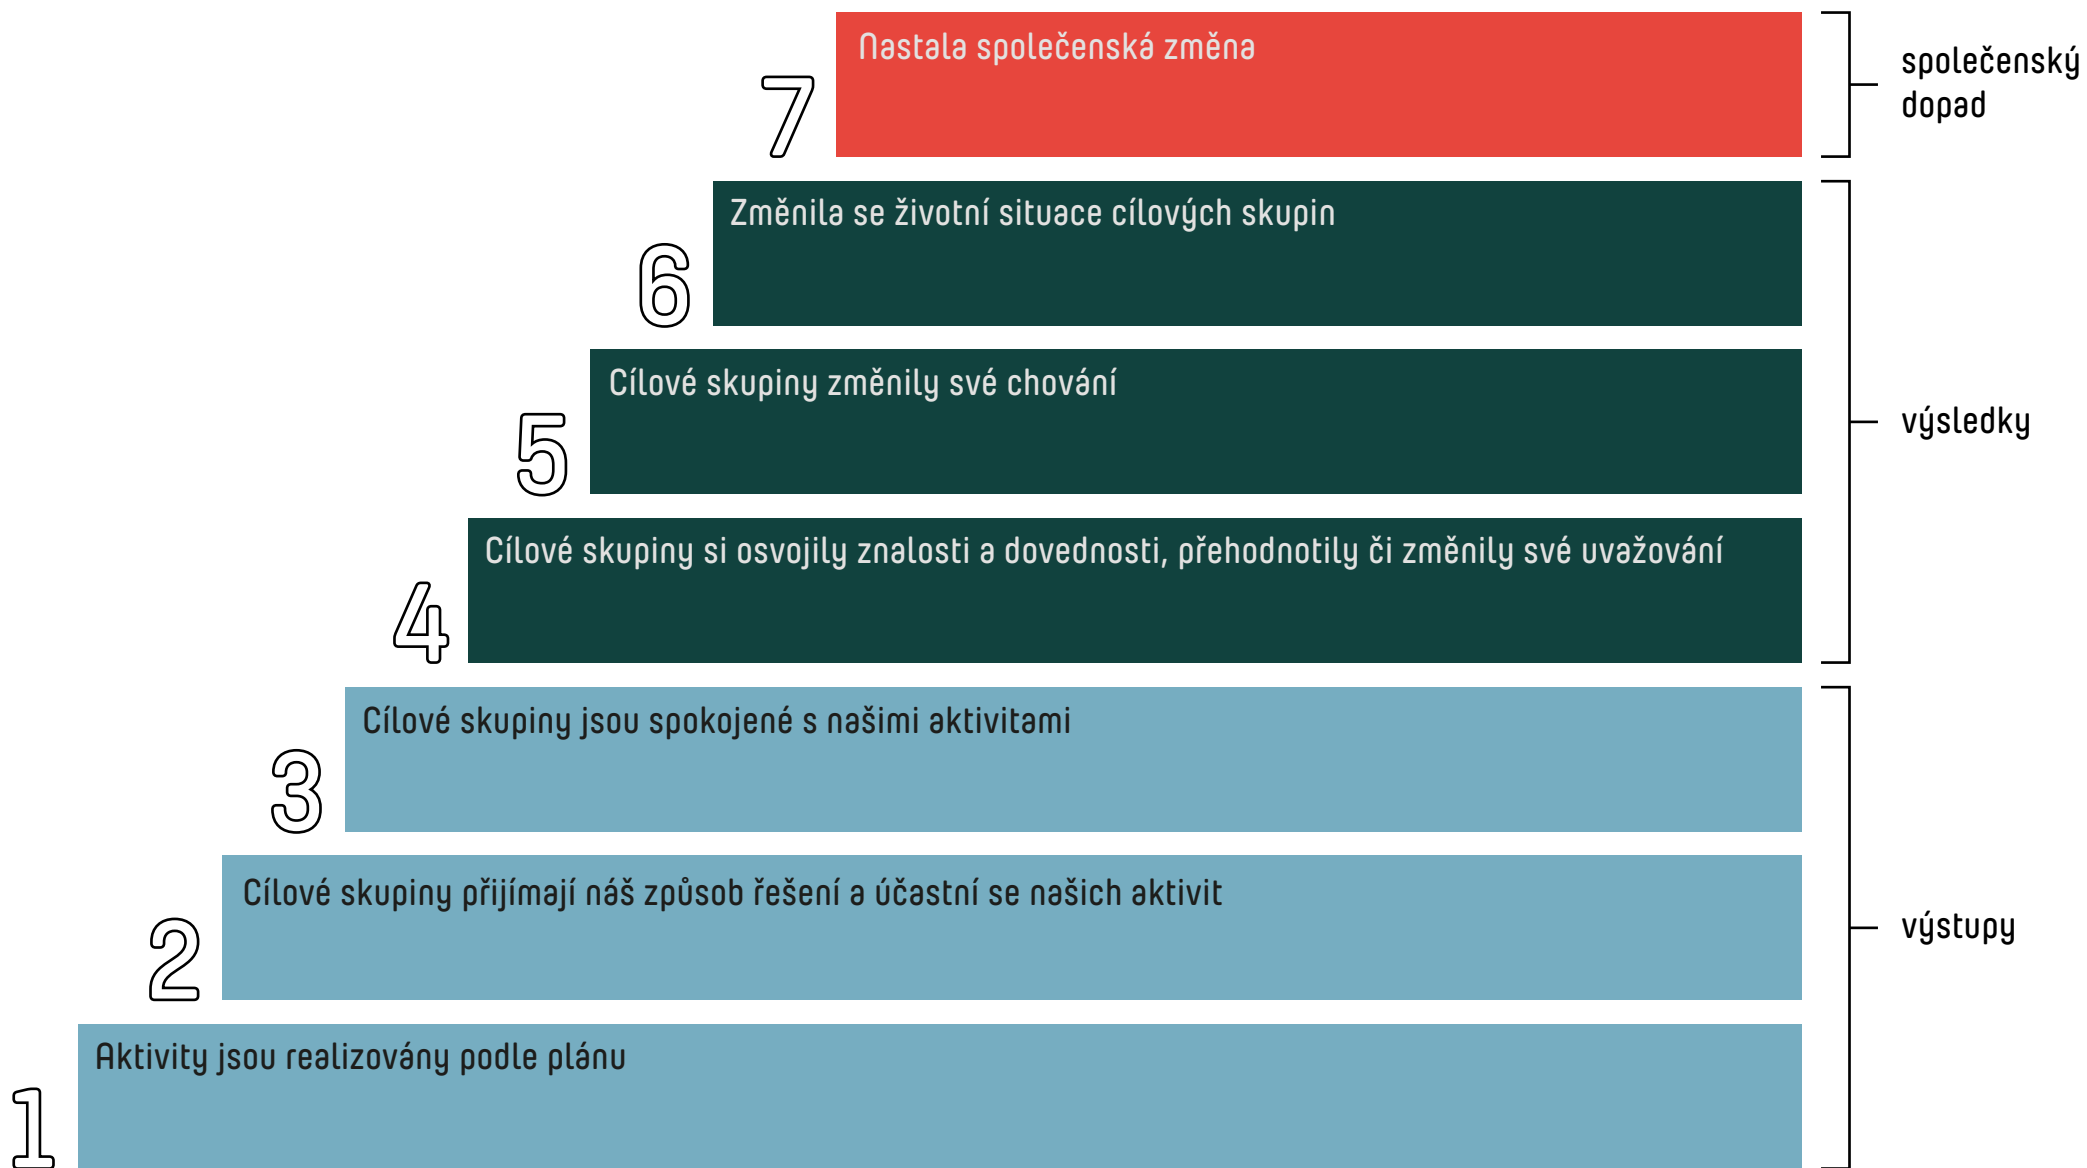 7
Nastala společenská změna
společenský
dopad
6
Změnila se životní situace cílových skupin
5
Cílové skupiny změnily své chování
výsledky
4
Cílové skupiny si osvojily znalosti a dovednosti, přehodnotily či změnily své uvažování
3
Cílové skupiny jsou spokojené s našimi aktivitami
2
Cílové skupiny přijímají náš způsob řešení a účastní se našich aktivit
výstupy
1
Aktivity jsou realizovány podle plánu